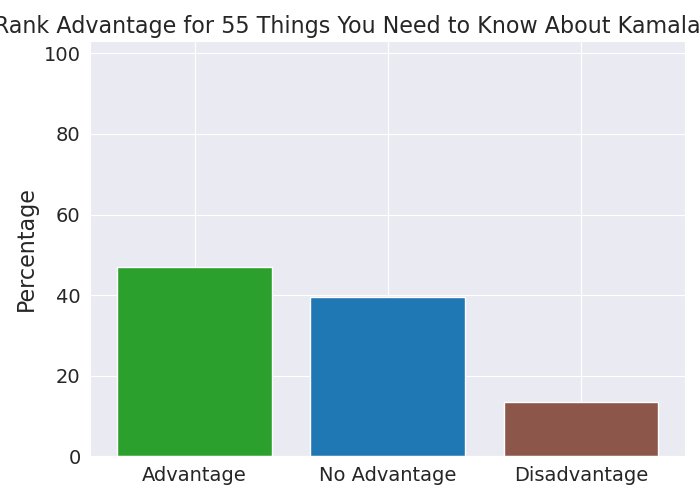 Rank Advantage for 55 Things You Need to Know About Kamala
100
80
60
40
20
0
Percentage
Advantage
No Advantage
Disadvantage